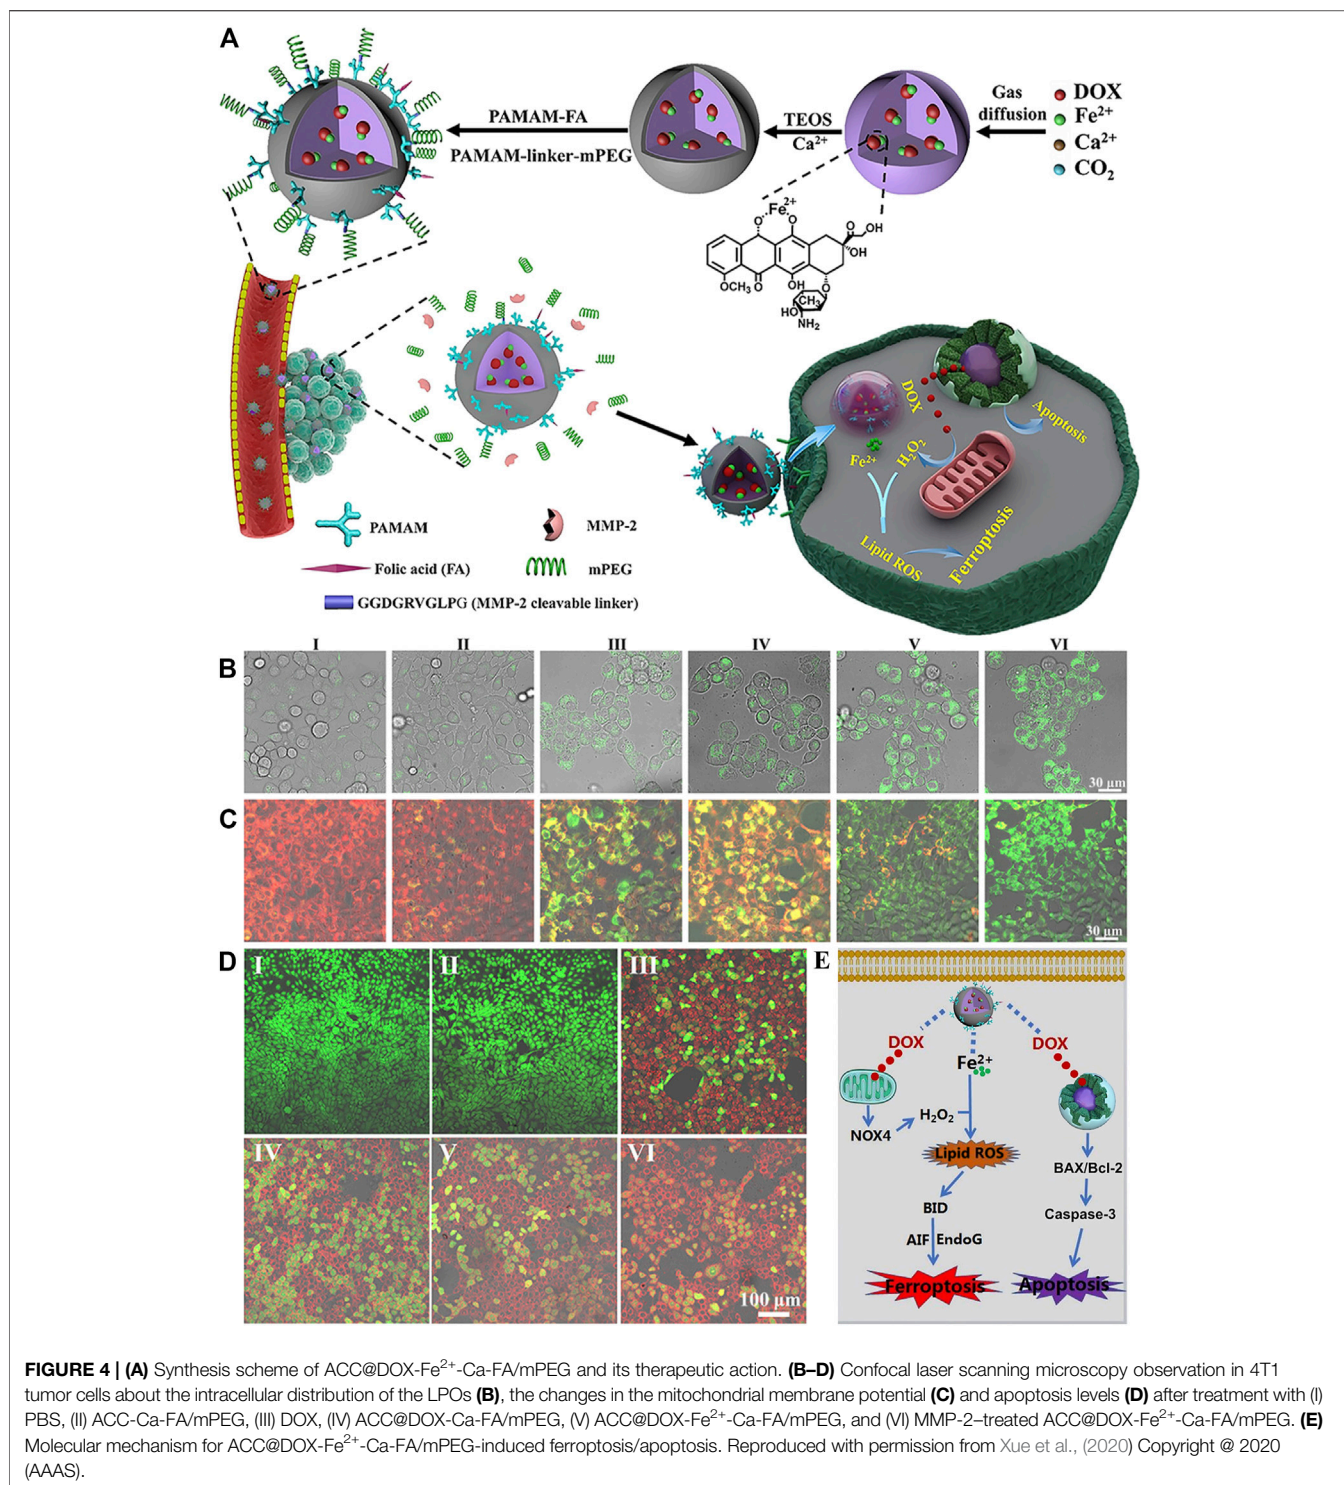 A
PAMAM-FA
PAMAM-linker-mPEG
TEOS
Ca²⁺
Gas
diffusion
DOX
Fe²⁺
Ca²⁺
CO₂
Fe²⁺
O
O
O
OH
OH
OCH₃
O
OH
O
CH₃
HO
NH₂
DOX
Apoptosis
Fe²⁺
H₂O₂
Lipid ROS
Ferroptosis
PAMAM
MMP-2
Folic acid (FA)
mPEG
GGDGRVGLPG (MMP-2 cleavable linker)
I II III IV V VI
B
30 µm
C
30 µm
D
I II III
IV V VI
100 µm
E
DOX
DOX
Fe²⁺
H₂O₂
NOX4
Lipid ROS
BAX/Bcl-2
BID
Caspase-3
AIF EndoG
Ferroptosis
Apoptosis
FIGURE 4 | (A) Synthesis scheme of ACC@DOX-Fe²⁺-Ca-FA/mPEG and its therapeutic action. (B–D) Confocal laser scanning microscopy observation in 4T1
tumor cells about the intracellular distribution of the LPOs (B), the changes in the mitochondrial membrane potential (C) and apoptosis levels (D) after treatment with (I)
PBS, (II) ACC-Ca-FA/mPEG, (III) DOX, (IV) ACC@DOX-Ca-FA/mPEG, (V) ACC@DOX-Fe²⁺-Ca-FA/mPEG, and (VI) MMP-2–treated ACC@DOX-Fe²⁺-Ca-FA/mPEG. (E)
Molecular mechanism for ACC@DOX-Fe²⁺-Ca-FA/mPEG-induced ferroptosis/apoptosis. Reproduced with permission from Xue et al., (2020) Copyright @ 2020
(AAAS).